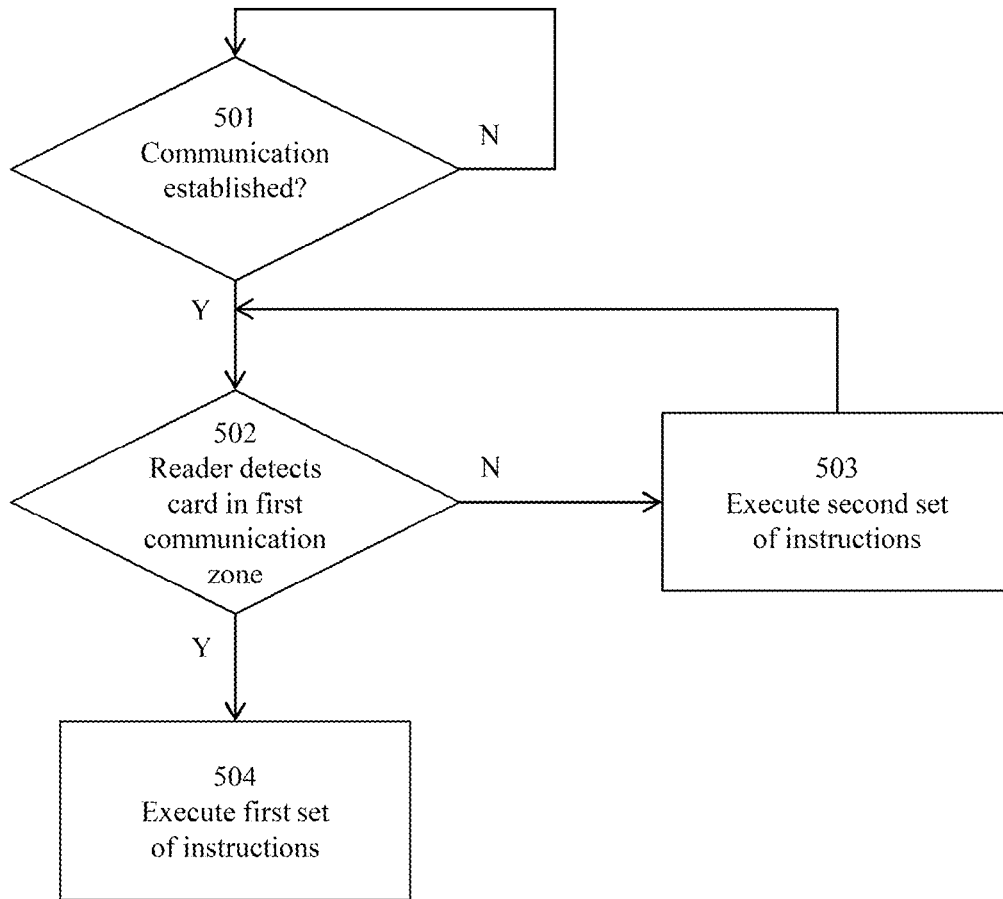 501
Communication
established?
N
Y
502
Reader detects
card in first
communication
zone
N
503
Execute second set
of instructions
Y
504
Execute first set
of instructions